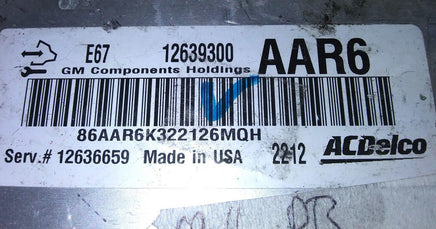 E67 12639300 AAR6
GM Components Holdings
86AAR6K322126MQH
Serv.# 12636659 Made in USA 2212 ACDelco